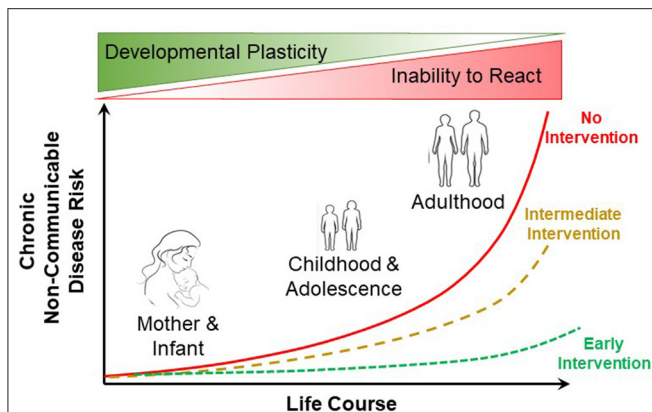 Developmental Plasticity
Inability to React
No
Intervention
Adulthood
Intermediate
Intervention
Childhood &
Adolescence
Mother &
Infant
Early
Intervention
Chronic
Non-Communicable
Disease Risk
Life Course